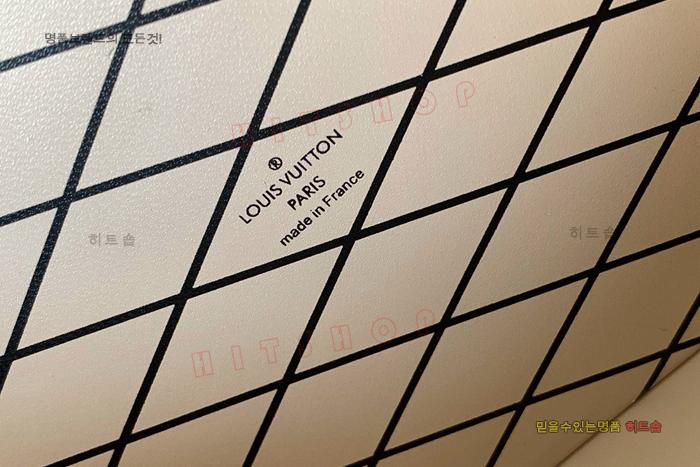 명품브랜드의 모든것!
HITSHOP
®
LOUIS VUITTON
PARIS
made in France
히트숍
히트숍
HITSHOP
믿을수있는명품 히트숍